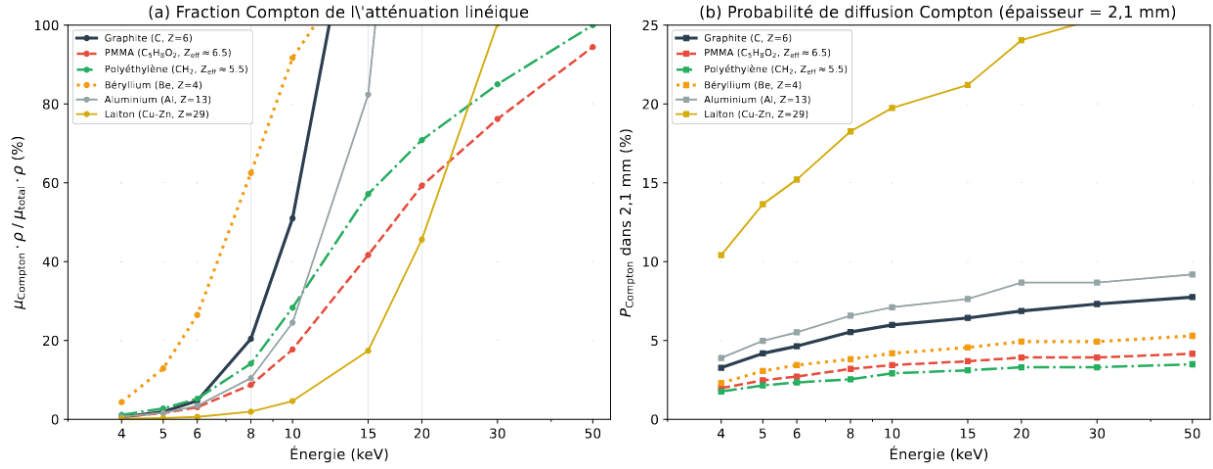 (a) Fraction Compton de l\'atténuation linéique
μCompton · ρ / μtotal · ρ (%)
100
80
60
40
20
0
Graphite (C, Z=6)
PMMA (C₅H₈O₂, Zeff ≈ 6.5)
Polyéthylène (CH₂, Zeff ≈ 5.5)
Béryllium (Be, Z=4)
Aluminium (Al, Z=13)
Laiton (Cu-Zn, Z=29)
4 5 6 8 10 15 20 30 50
Énergie (keV)
(b) Probabilité de diffusion Compton (épaisseur = 2,1 mm)
PCompton dans 2,1 mm (%)
25
20
15
10
5
0
Graphite (C, Z=6)
PMMA (C₅H₈O₂, Zeff ≈ 6.5)
Polyéthylène (CH₂, Zeff ≈ 5.5)
Béryllium (Be, Z=4)
Aluminium (Al, Z=13)
Laiton (Cu-Zn, Z=29)
4 5 6 8 10 15 20 30 50
Énergie (keV)